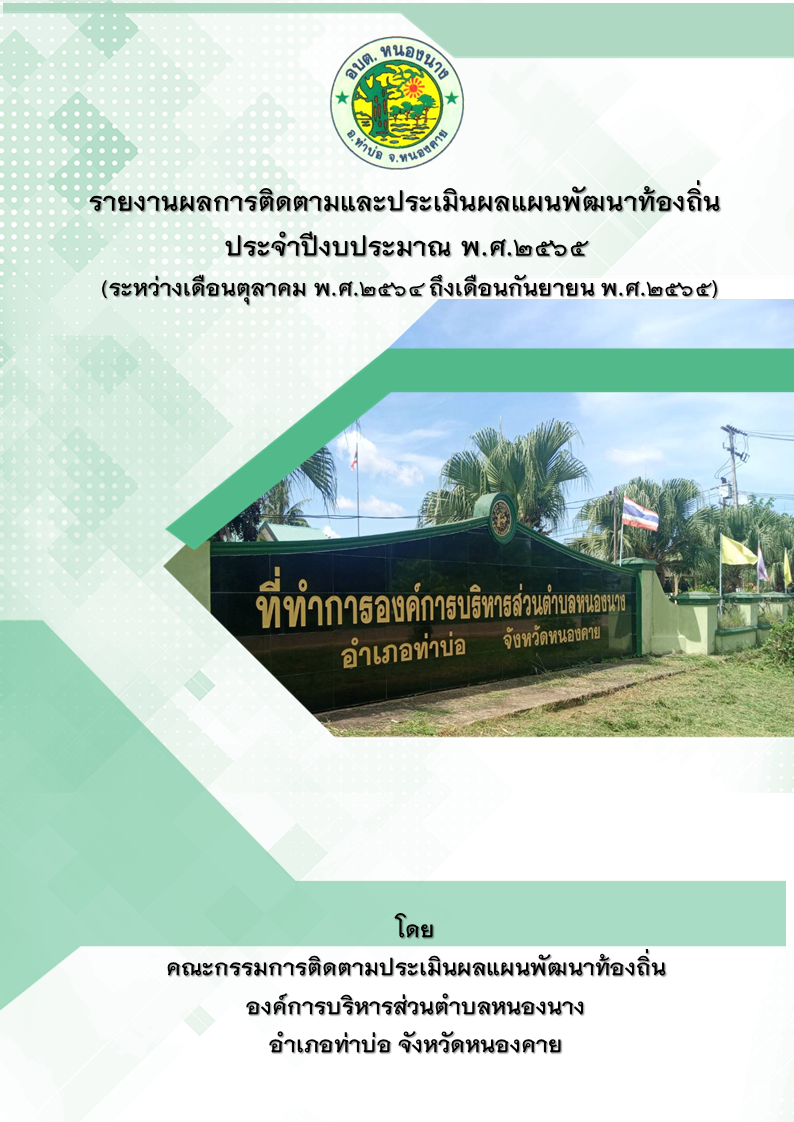 อบต. หนองนาง
อ.ท่าบ่อ จ.หนองคาย
รายงานผลการติดตามและประเมินผลแผนพัฒนาท้องถิ่น
ประจำปีงบประมาณ พ.ศ.๒๕๖๕
(ระหว่างเดือนตุลาคม พ.ศ.๒๕๖๔ ถึงเดือนกันยายน พ.ศ.๒๕๖๕)
ที่ทำการองค์การบริหารส่วนตำบลหนองนาง
อำเภอท่าบ่อ จังหวัดหนองคาย
โดย
คณะกรรมการติดตามประเมินผลแผนพัฒนาท้องถิ่น
องค์การบริหารส่วนตำบลหนองนาง
อำเภอท่าบ่อ จังหวัดหนองคาย